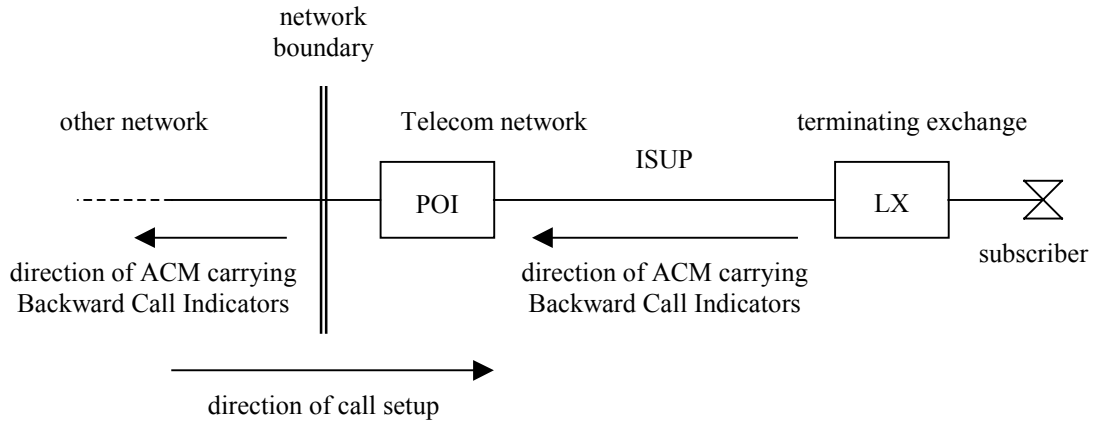 network
boundary
other network
Telecom network
terminating exchange
ISUP
POI
LX
subscriber
direction of ACM carrying
Backward Call Indicators
direction of ACM carrying
Backward Call Indicators
direction of call setup